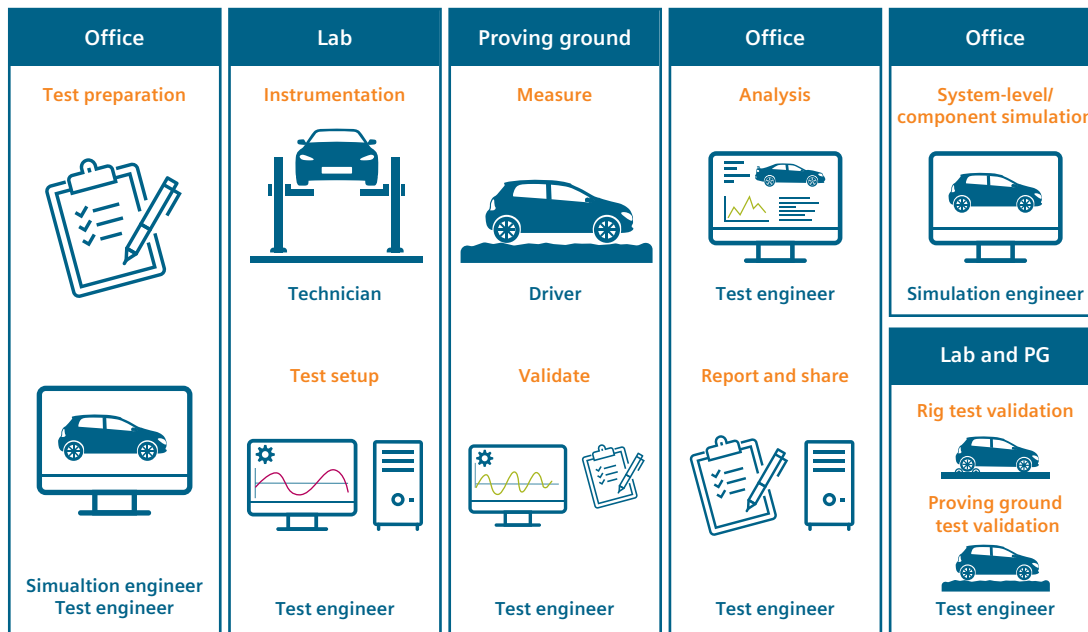 Office
Test preparation
Simualtion engineer
Test engineer
Lab
Instrumentation
Technician
Test setup
Test engineer
Proving ground
Measure
Driver
Validate
Test engineer
Office
Analysis
Test engineer
Report and share
Test engineer
Office
System-level/
component simulation
Simulation engineer
Lab and PG
Rig test validation
Proving ground
test validation
Test engineer